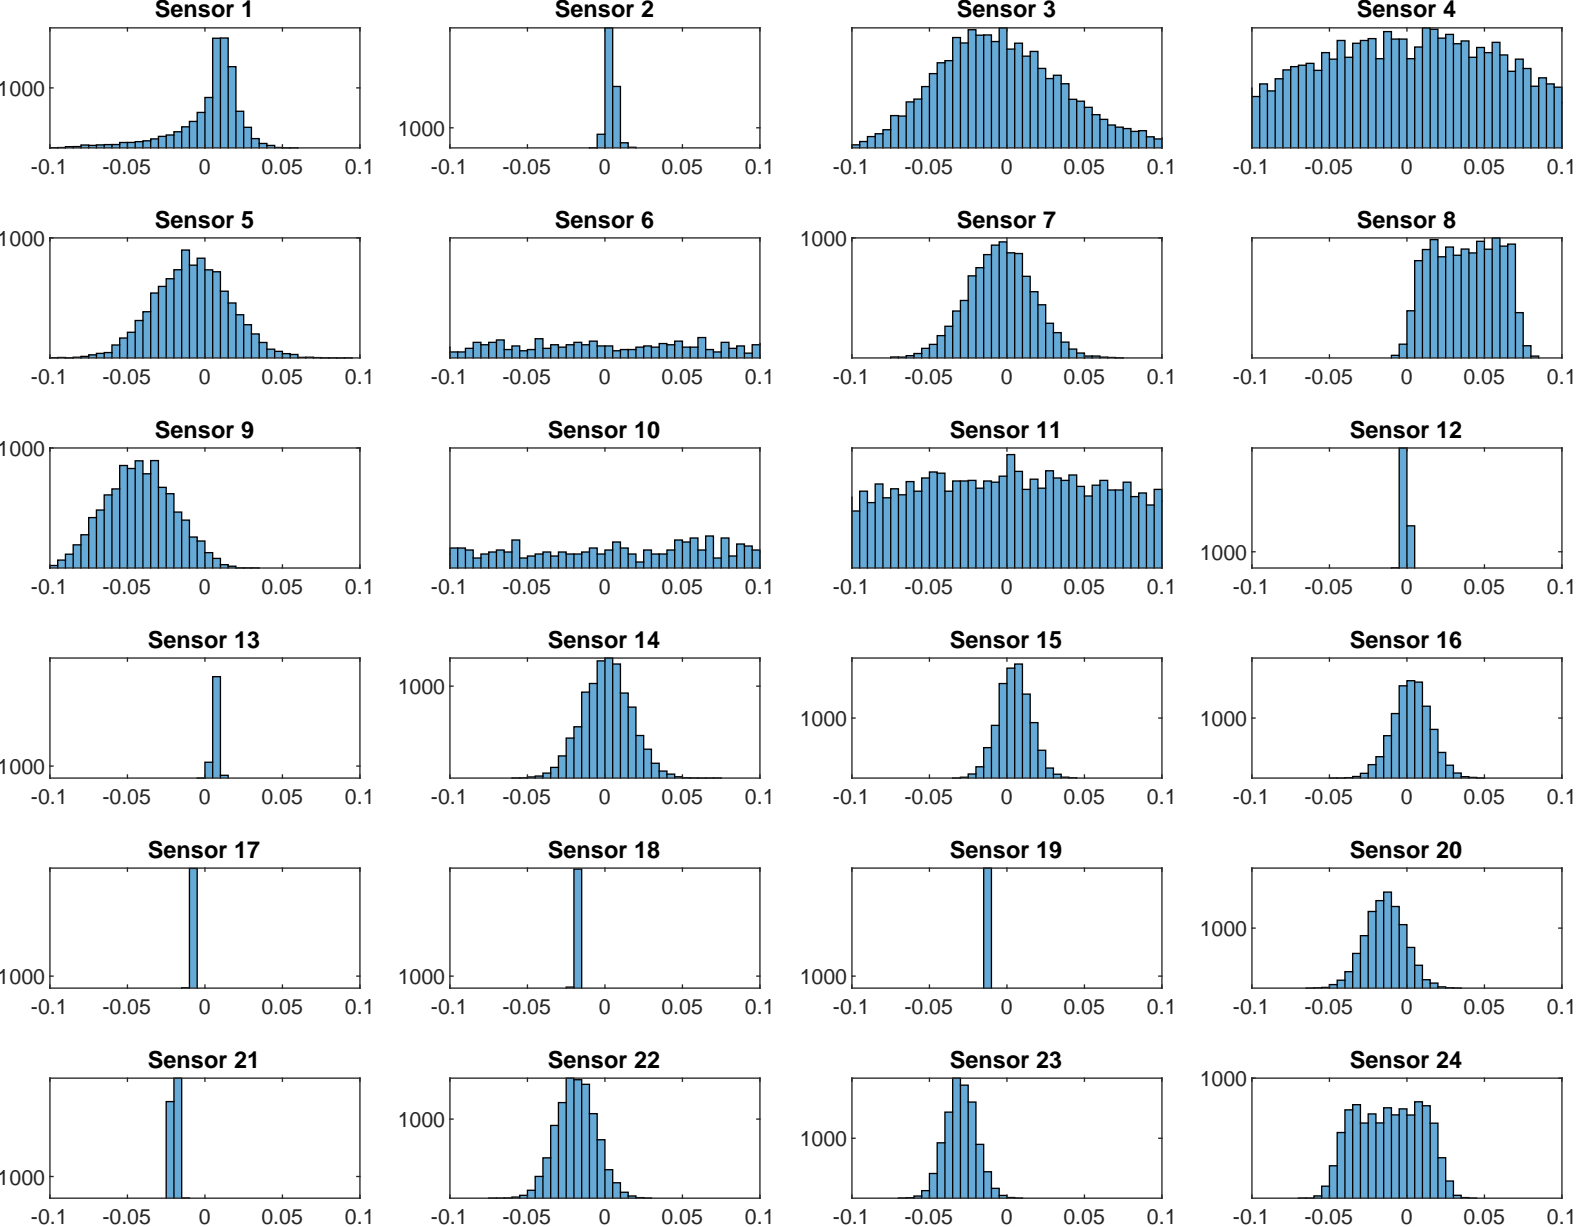 Sensor 1 Sensor 2 Sensor 3 Sensor 4
1000 1000
-0.1 -0.05 0 0.05 0.1 -0.1 -0.05 0 0.05 0.1 -0.1 -0.05 0 0.05 0.1 -0.1 -0.05 0 0.05 0.1
Sensor 5 Sensor 6 Sensor 7 Sensor 8
1000 1000
-0.1 -0.05 0 0.05 0.1 -0.1 -0.05 0 0.05 0.1 -0.1 -0.05 0 0.05 0.1 -0.1 -0.05 0 0.05 0.1
Sensor 9 Sensor 10 Sensor 11 Sensor 12
1000 1000
-0.1 -0.05 0 0.05 0.1 -0.1 -0.05 0 0.05 0.1 -0.1 -0.05 0 0.05 0.1 -0.1 -0.05 0 0.05 0.1
Sensor 13 Sensor 14 Sensor 15 Sensor 16
1000 1000 1000 1000
-0.1 -0.05 0 0.05 0.1 -0.1 -0.05 0 0.05 0.1 -0.1 -0.05 0 0.05 0.1 -0.1 -0.05 0 0.05 0.1
Sensor 17 Sensor 18 Sensor 19 Sensor 20
1000 1000 1000 1000
-0.1 -0.05 0 0.05 0.1 -0.1 -0.05 0 0.05 0.1 -0.1 -0.05 0 0.05 0.1 -0.1 -0.05 0 0.05 0.1
Sensor 21 Sensor 22 Sensor 23 Sensor 24
1000 1000 1000 1000
-0.1 -0.05 0 0.05 0.1 -0.1 -0.05 0 0.05 0.1 -0.1 -0.05 0 0.05 0.1 -0.1 -0.05 0 0.05 0.1